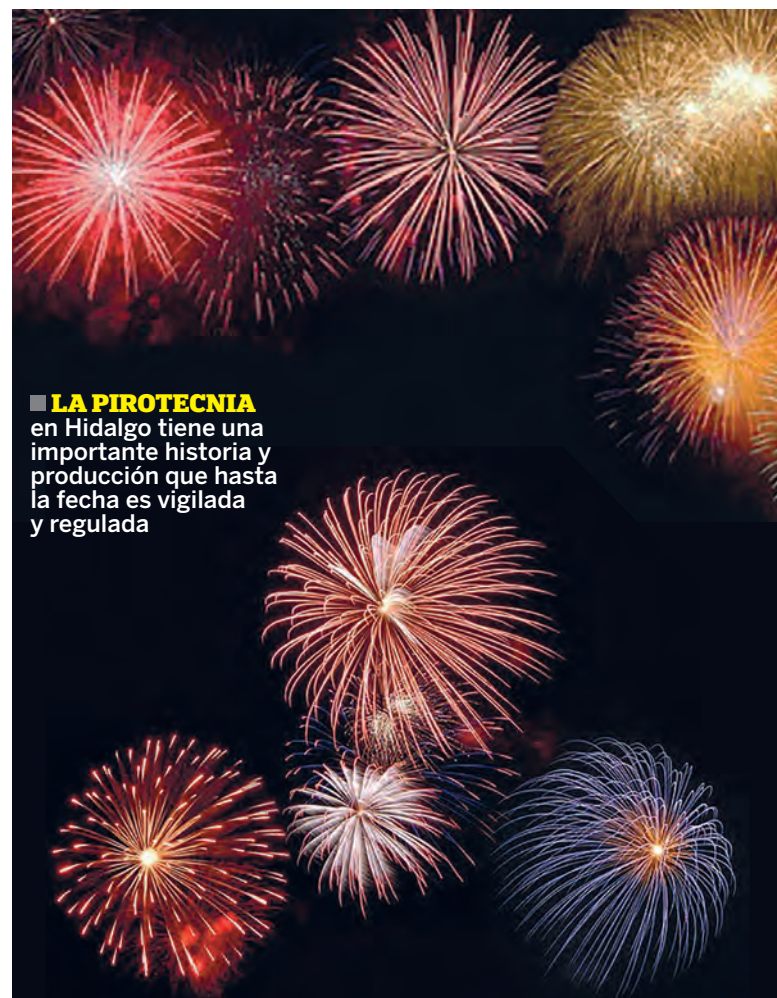 LA PIROTECNIA
en Hidalgo tiene una
importante historia y
producción que hasta
la fecha es vigilada
y regulada